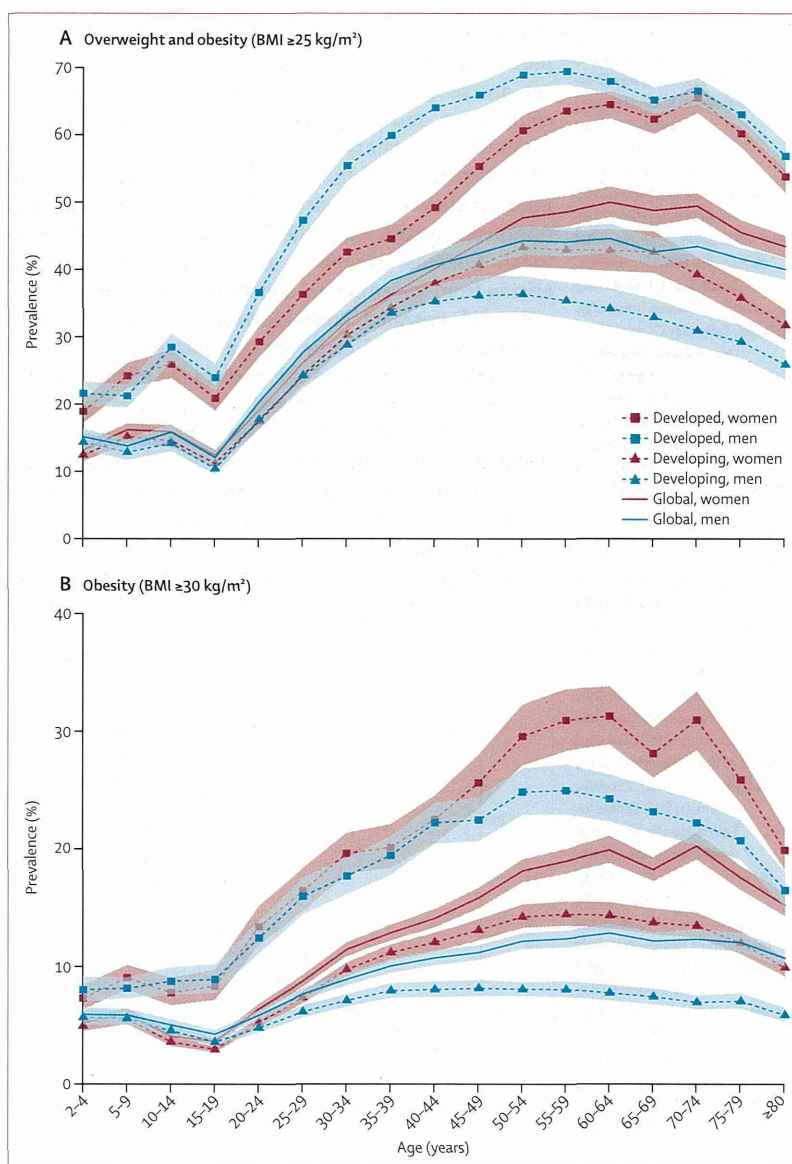 A Overweight and obesity (BMI ≥25 kg/m²)
70
60
50
40
30
20
10
0
Prevalence (%)
Developed, women
Developed, men
Developing, women
Developing, men
Global, women
Global, men
B Obesity (BMI ≥30 kg/m²)
40
30
20
10
0
Prevalence (%)
2–4
5–9
10–14
15–19
20–24
25–29
30–34
35–39
40–44
45–49
50–54
55–59
60–64
65–69
70–74
75–79
≥80
Age (years)